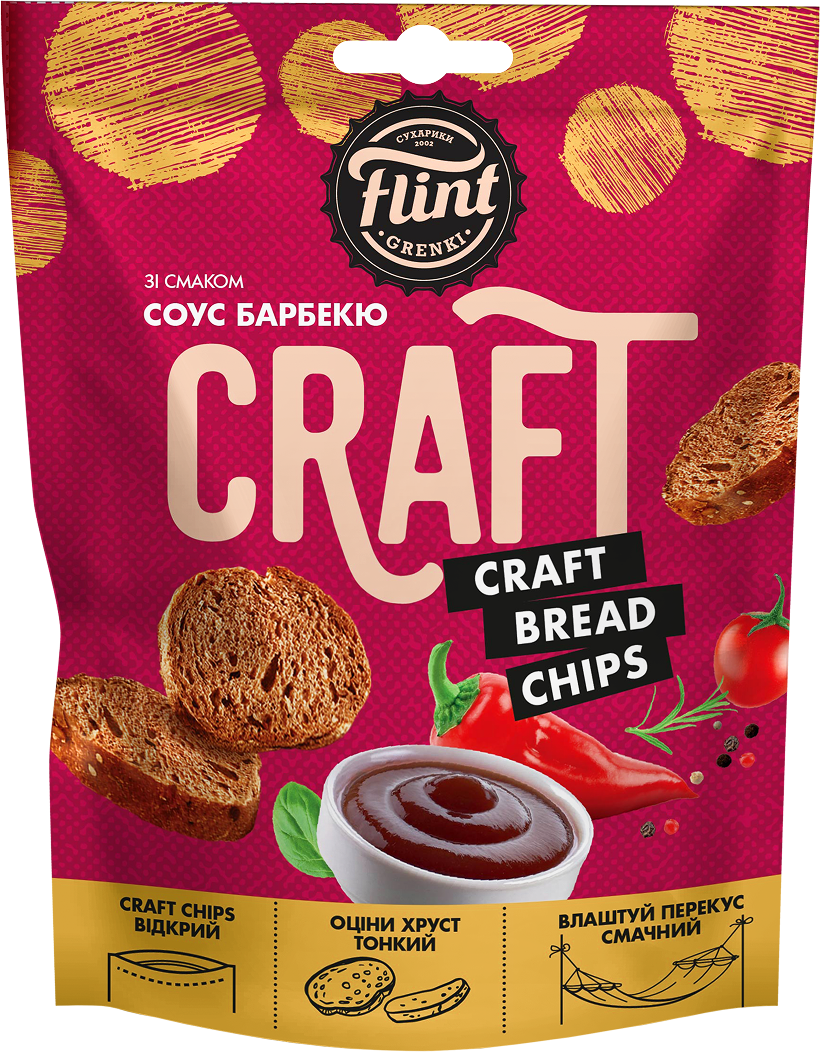 СУХАРИКИ
2002
flint
GRENKI
ЗІ СМАКОМ
СОУС БАРБЕКЮ
CRAFT
CRAFT
BREAD
CHIPS
CRAFT CHIPS
ВІДКРИЙ
ОЦІНИ ХРУСТ
ТОНКИЙ
ВЛАШТУЙ ПЕРЕКУС
СМАЧНИЙ